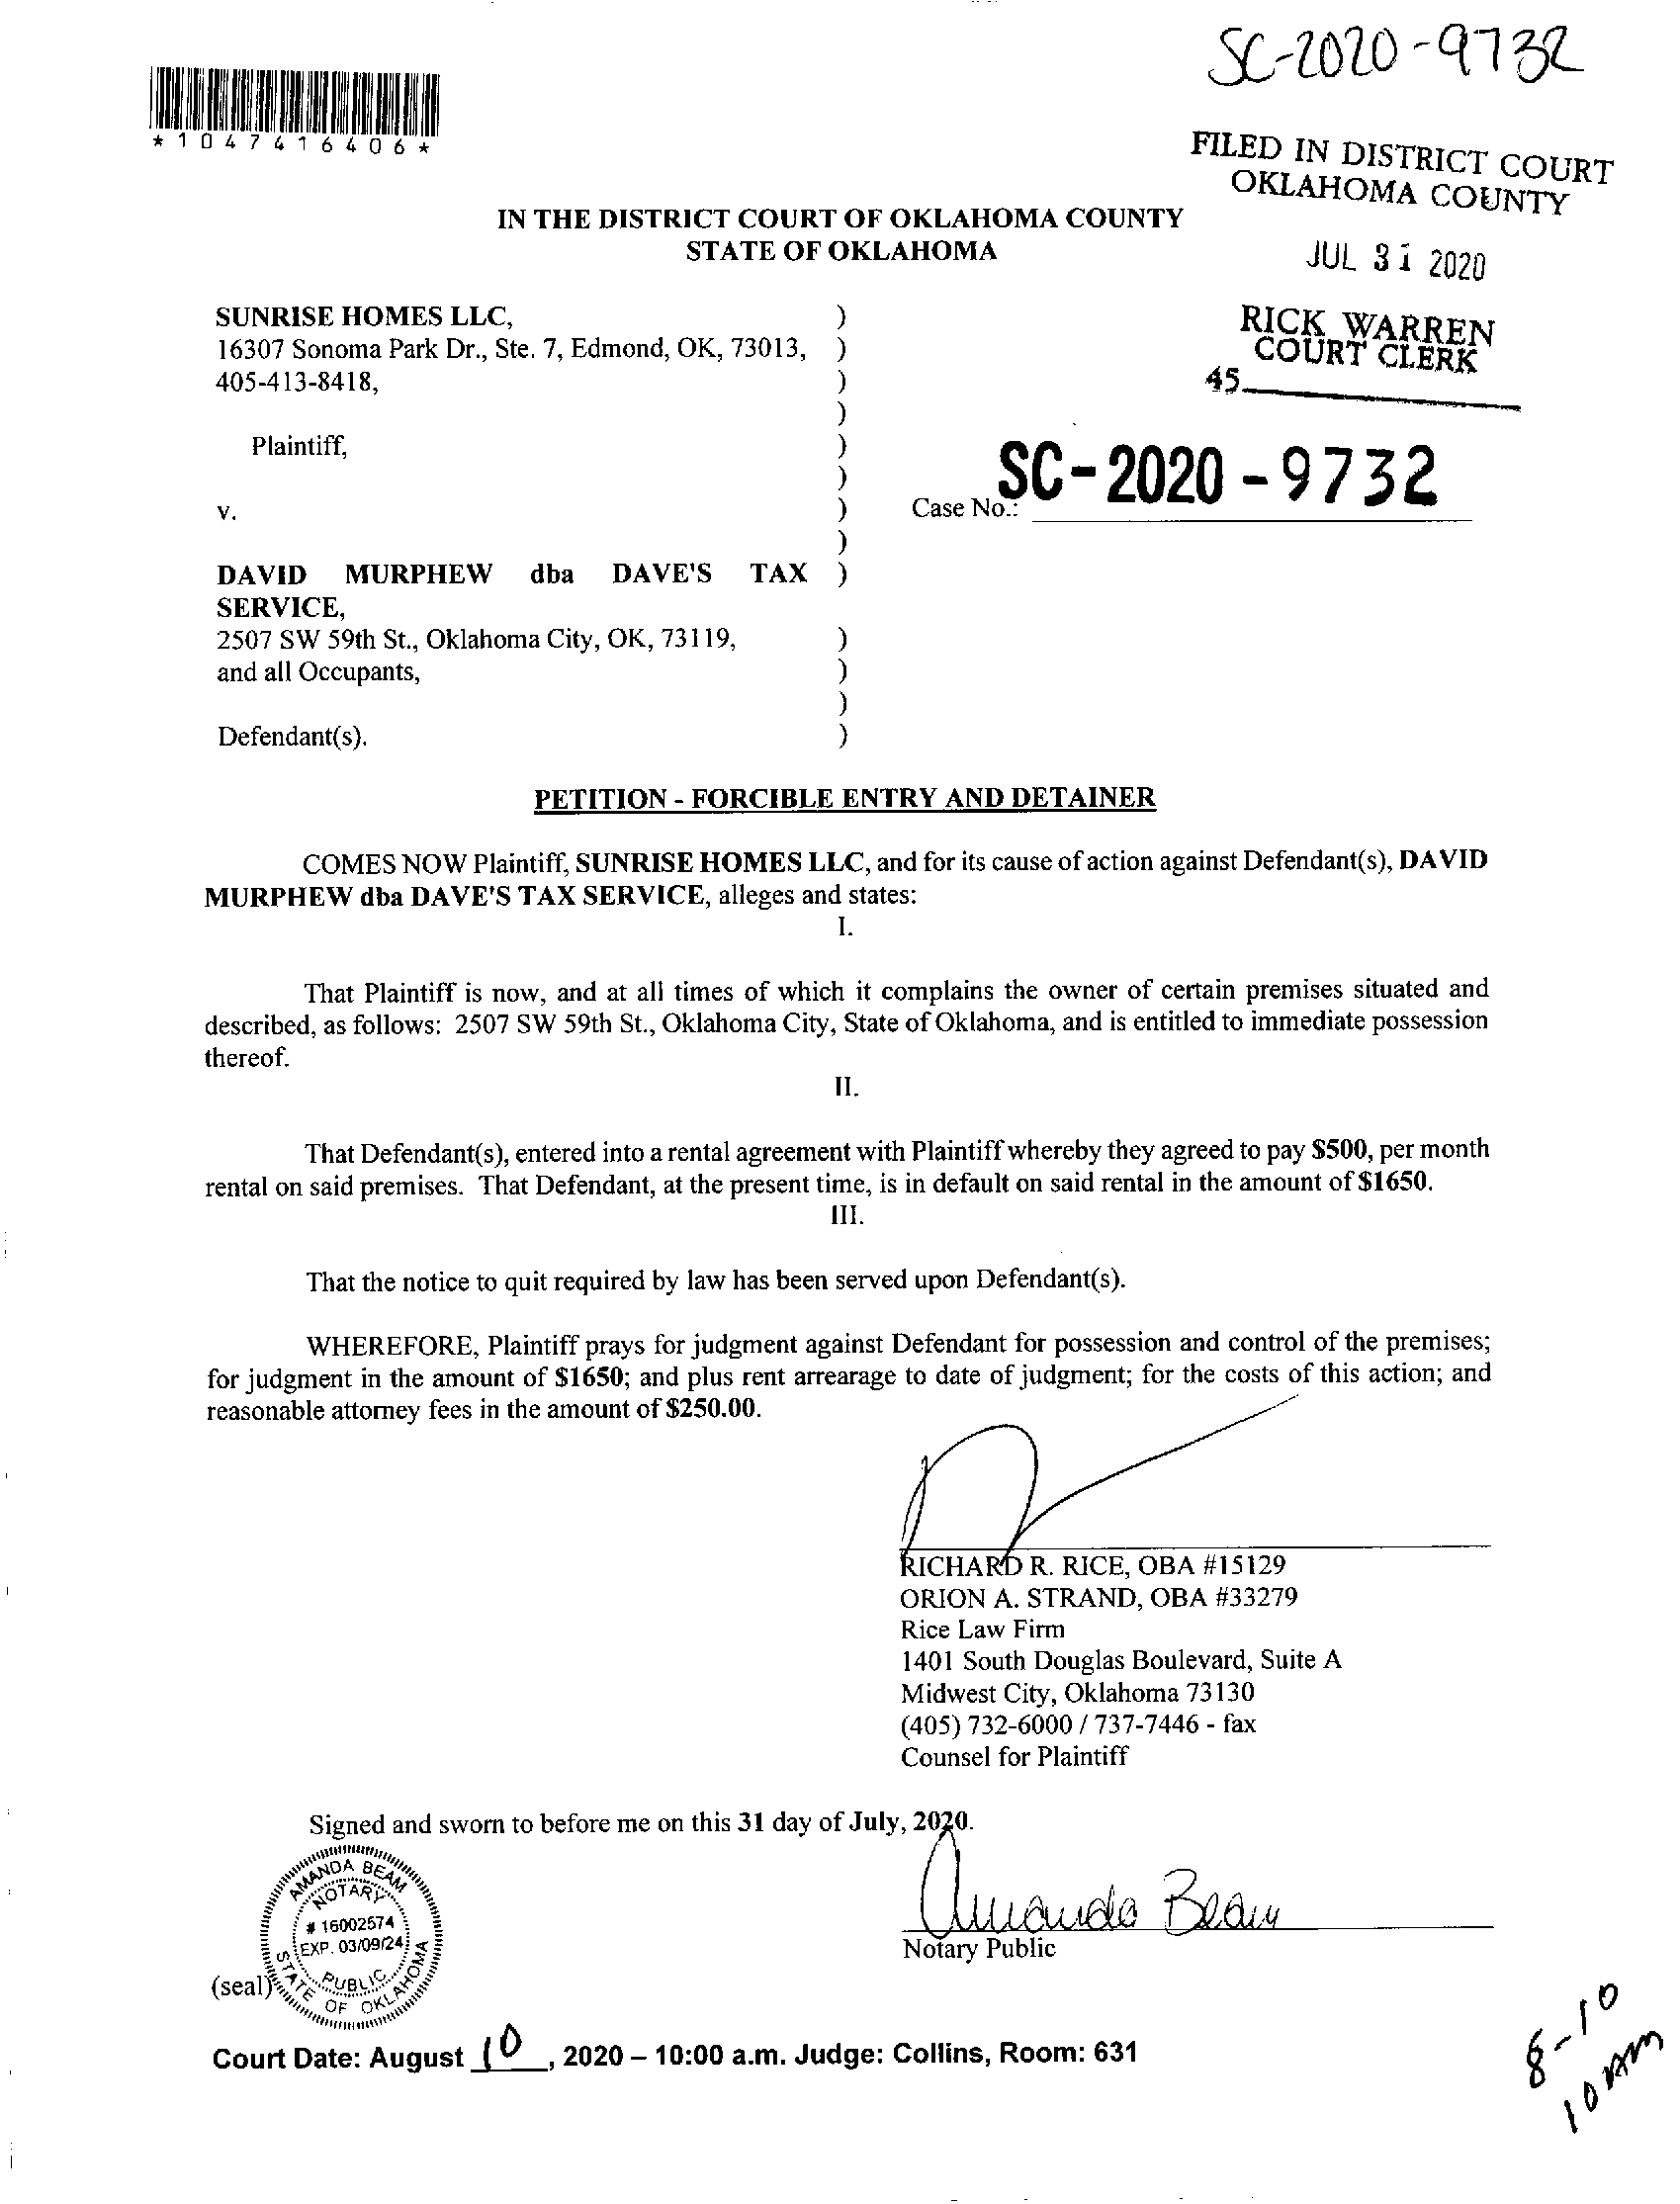 SC-2020-9732
*1047416406*
FILED IN DISTRICT COURT
OKLAHOMA COUNTY
IN THE DISTRICT COURT OF OKLAHOMA COUNTY
STATE OF OKLAHOMA
JUL 31 2020
RICK WARREN
COURT CLERK
45
SUNRISE HOMES LLC, )
16307 Sonoma Park Dr., Ste. 7, Edmond, OK, 73013, )
405-413-8418, )
)
Plaintiff, )
)
v. )
Case No.: SC-2020-9732
)
DAVID MURPHEW dba DAVE'S TAX )
SERVICE,
2507 SW 59th St., Oklahoma City, OK, 73119, )
and all Occupants, )
)
Defendant(s). )
PETITION - FORCIBLE ENTRY AND DETAINER
COMES NOW Plaintiff, SUNRISE HOMES LLC, and for its cause of action against Defendant(s), DAVID
MURPHEW dba DAVE'S TAX SERVICE, alleges and states:
I.
That Plaintiff is now, and at all times of which it complains the owner of certain premises situated and
described, as follows: 2507 SW 59th St., Oklahoma City, State of Oklahoma, and is entitled to immediate possession
thereof.
II.
That Defendant(s), entered into a rental agreement with Plaintiff whereby they agreed to pay $500, per month
rental on said premises. That Defendant, at the present time, is in default on said rental in the amount of $1650.
III.
That the notice to quit required by law has been served upon Defendant(s).
WHEREFORE, Plaintiff prays for judgment against Defendant for possession and control of the premises;
for judgment in the amount of $1650; and plus rent arrearage to date of judgment; for the costs of this action; and
reasonable attorney fees in the amount of $250.00.
RICHARD R. RICE, OBA #15129
ORION A. STRAND, OBA #33279
Rice Law Firm
1401 South Douglas Boulevard, Suite A
Midwest City, Oklahoma 73130
(405) 732-6000 / 737-7446 - fax
Counsel for Plaintiff
Signed and sworn to before me on this 31 day of July, 2020.
AMANDA BEAM
NOTARY
# 16002574
EXP. 03/09/24
PUBLIC
STATE OF OKLAHOMA
(seal)
Amanda Beam
Notary Public
Court Date: August 10, 2020 – 10:00 a.m. Judge: Collins, Room: 631
8-10
10 AM